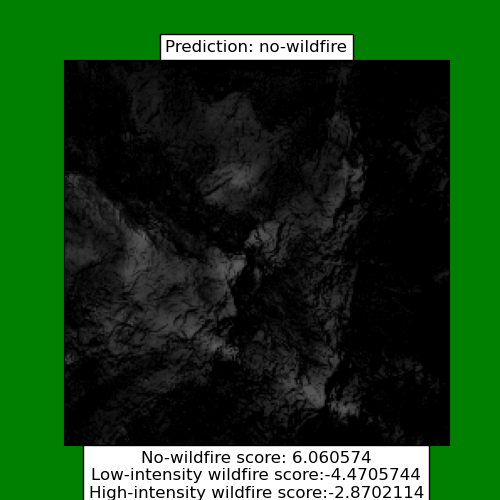 Prediction: no-wildfire
No-wildfire score: 6.060574
Low-intensity wildfire score:-4.4705744
High-intensity wildfire score:-2.8702114